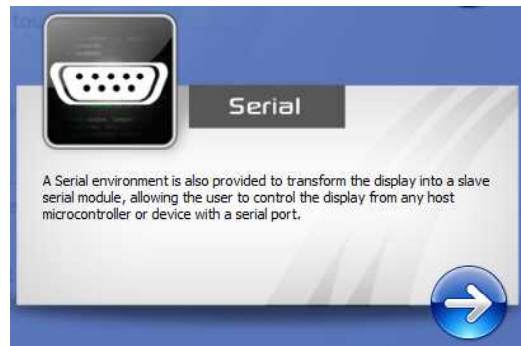 Serial
A Serial environment is also provided to transform the display into a slave
serial module, allowing the user to control the display from any host
microcontroller or device with a serial port.